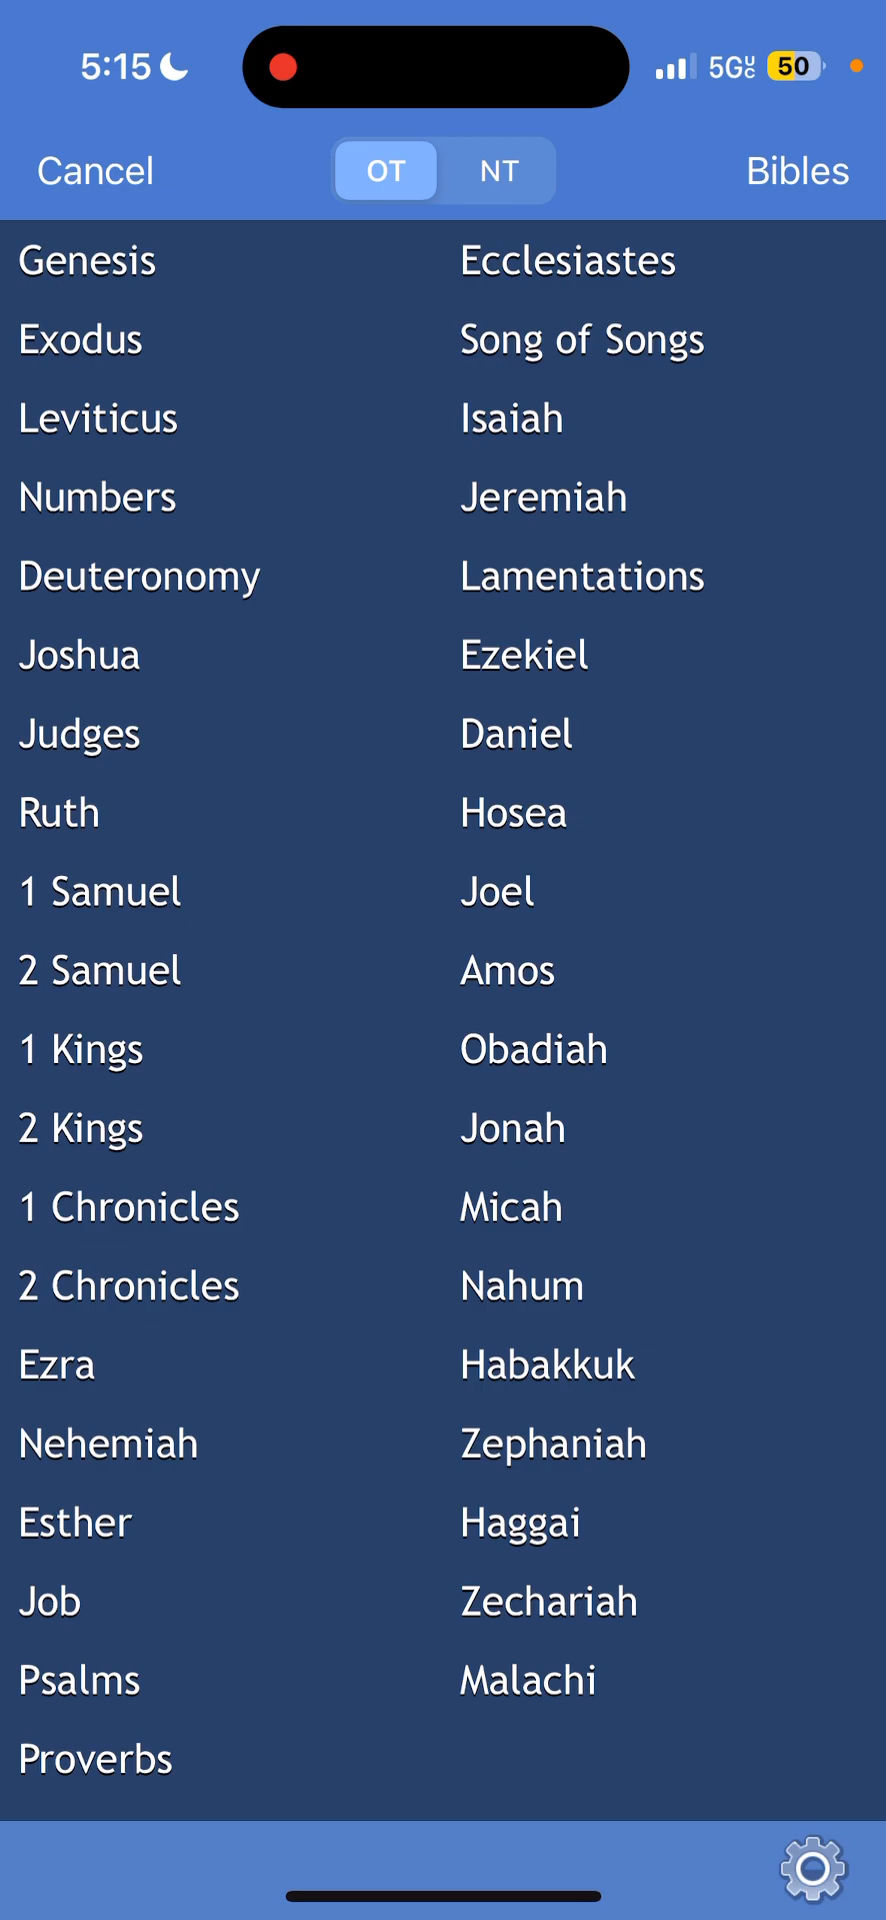 5:15
5G UC 50
Cancel
OT NT
Bibles
Genesis
Exodus
Leviticus
Numbers
Deuteronomy
Joshua
Judges
Ruth
1 Samuel
2 Samuel
1 Kings
2 Kings
1 Chronicles
2 Chronicles
Ezra
Nehemiah
Esther
Job
Psalms
Proverbs
Ecclesiastes
Song of Songs
Isaiah
Jeremiah
Lamentations
Ezekiel
Daniel
Hosea
Joel
Amos
Obadiah
Jonah
Micah
Nahum
Habakkuk
Zephaniah
Haggai
Zechariah
Malachi